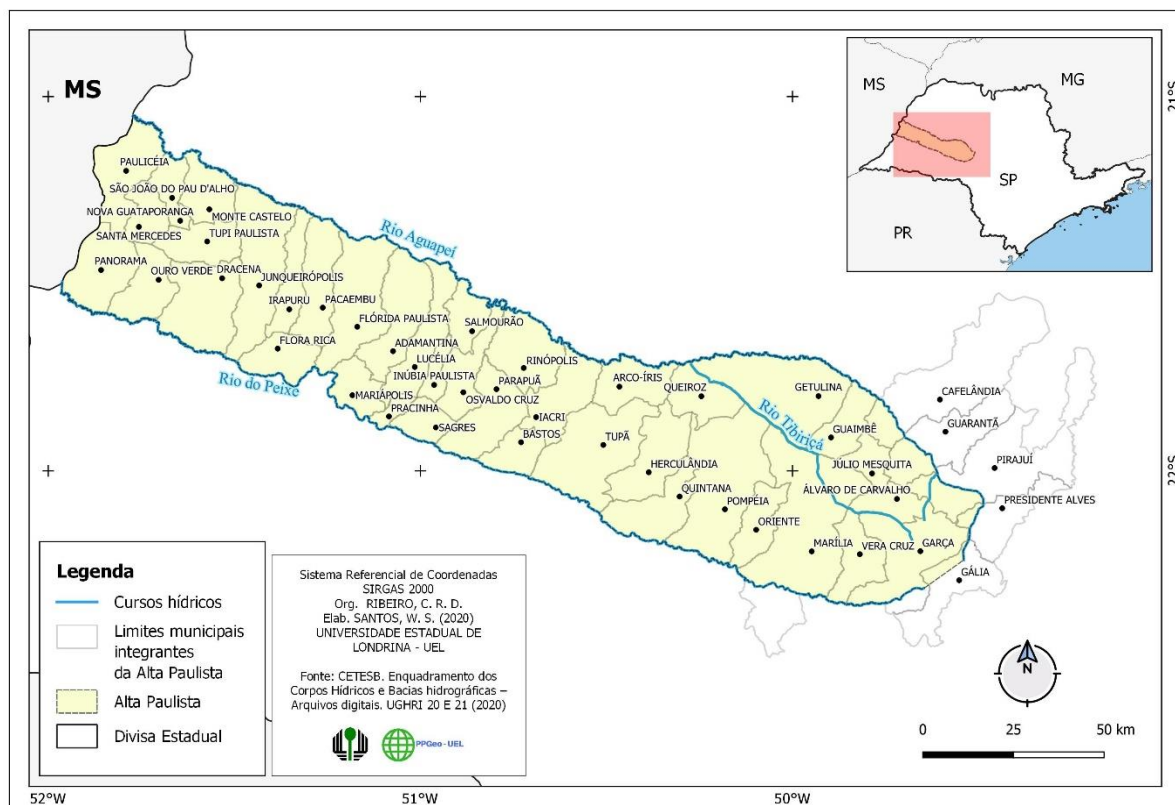 MS
21°S
22°S
52°W
51°W
50°W
PAULICÉIA
SÃO JOÃO DO PAU D'ALHO
NOVA GUATAPORANGA
MONTE CASTELO
SANTA MERCEDES
TUPI PAULISTA
PANORAMA
OURO VERDE
DRACENA
JUNQUEIRÓPOLIS
IRAPURU
PACAEMBU
FLÓRIDA PAULISTA
FLORA RICA
Rio Aguapeí
Rio do Peixe
SALMOURÃO
ADAMANTINA
LUCÉLIA
RINÓPOLIS
INÚBIA PAULISTA
PARAPUÃ
MARIÁPOLIS
OSVALDO CRUZ
PRACINHA
IACRI
SAGRES
BASTOS
ARCO-ÍRIS
QUEIROZ
TUPÃ
Rio Tibiriçá
GETULINA
GUAIMBÊ
HERCULÂNDIA
JÚLIO MESQUITA
QUINTANA
ÁLVARO DE CARVALHO
POMPÉIA
ORIENTE
MARÍLIA
VERA CRUZ
GARÇA
GÁLIA
CAFELÂNDIA
GUARANTÃ
PIRAJUÍ
PRESIDENTE ALVES
MS
MG
SP
PR
Legenda
Cursos hídricos
Limites municipais
integrantes
da Alta Paulista
Alta Paulista
Divisa Estadual
Sistema Referencial de Coordenadas
SIRGAS 2000
Org. RIBEIRO, C. R. D.
Elab. SANTOS, W. S. (2020)
UNIVERSIDADE ESTADUAL DE
LONDRINA - UEL
Fonte: CETESB. Enquadramento dos
Corpos Hídricos e Bacias hidrográficas –
Arquivos digitais. UGHRI 20 E 21 (2020)
PPGeo - UEL
N
0 25 50 km